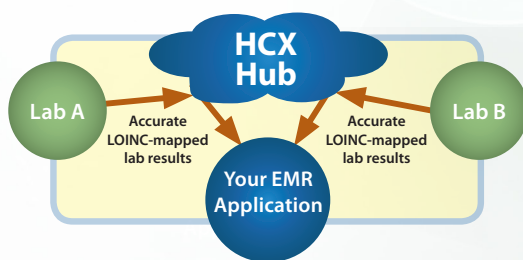 HCX
Hub
Lab A
Lab B
Accurate
LOINC-mapped
lab results
Accurate
LOINC-mapped
lab results
Your EMR
Application